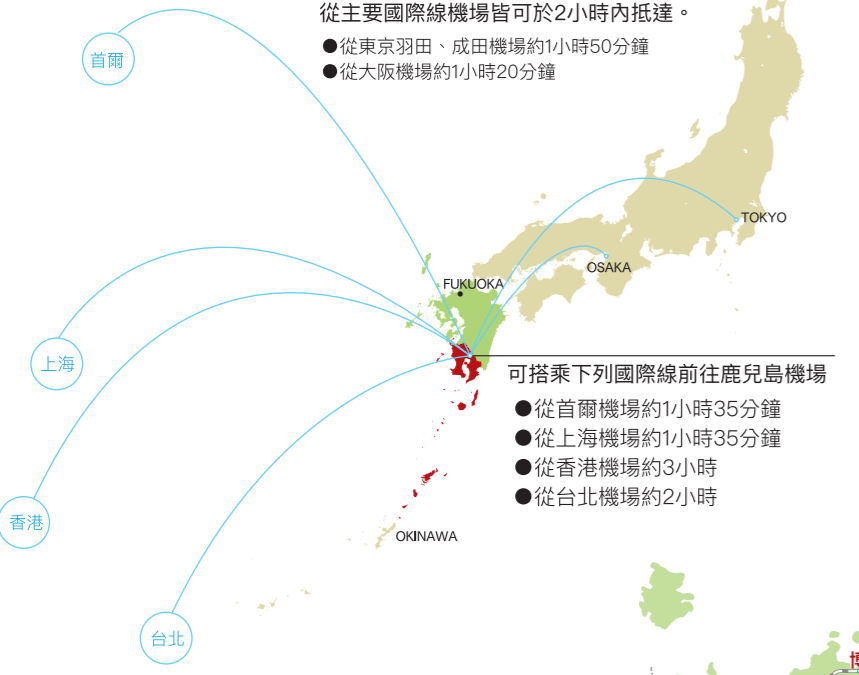 從主要國際線機場皆可於2小時內抵達。
●從東京羽田、成田機場約1小時50分鐘
●從大阪機場約1小時20分鐘
首爾
TOKYO
OSAKA
FUKUOKA
上海
可搭乘下列國際線前往鹿兒島機場
●從首爾機場約1小時35分鐘
●從上海機場約1小時35分鐘
●從香港機場約3小時
●從台北機場約2小時
香港
OKINAWA
台北